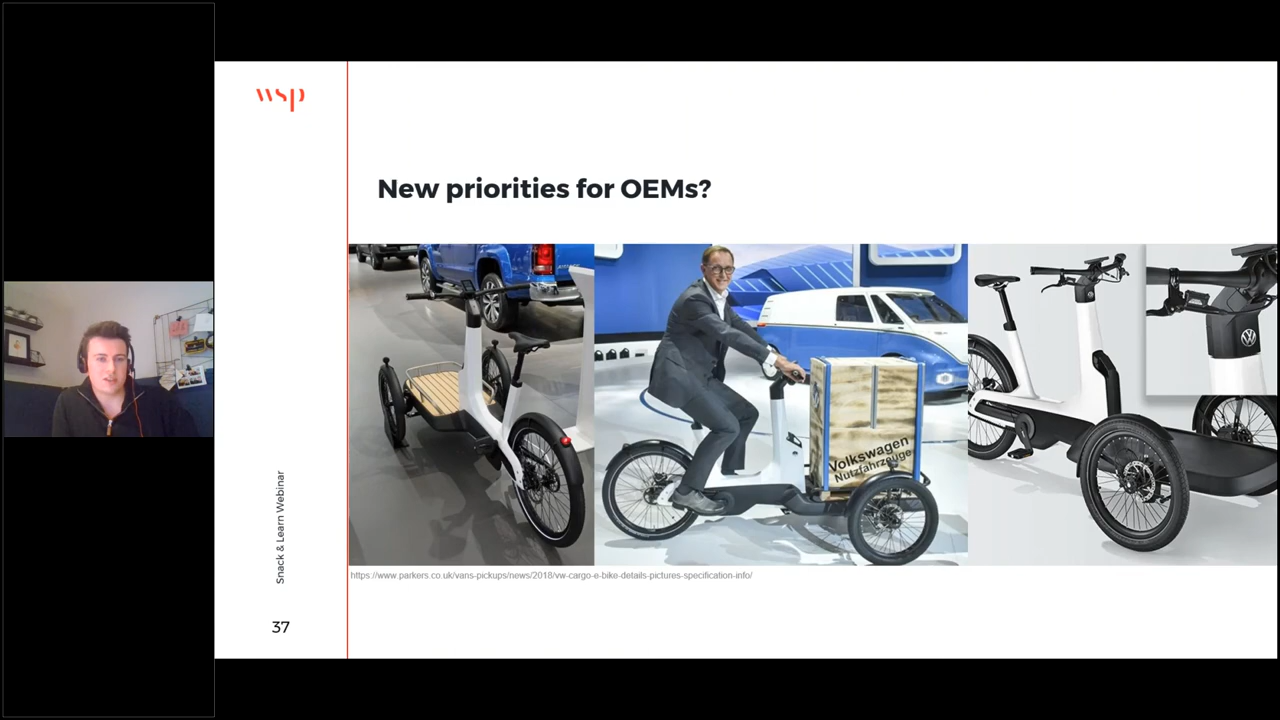 wsp
New priorities for OEMs?
Volkswagen
Nutzfahrzeuge
https://www.parkers.co.uk/vans-pickups/news/2018/vw-cargo-e-bike-details-pictures-specification-info/
Snack & Learn Webinar
37